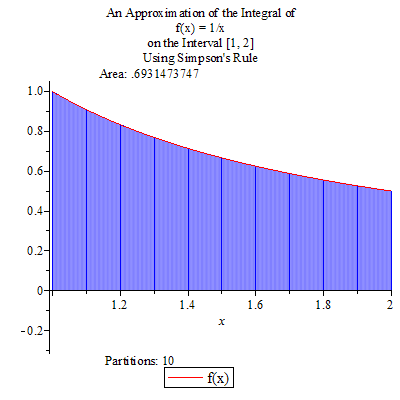 An Approximation of the Integral of
f(x) = 1/x
on the Interval [1, 2]
Using Simpson's Rule
Area: .6931473747
1.0
0.8
0.6
0.4
0.2
0
-0.2
1.2 1.4 1.6 1.8 2
x
Partitions: 10
f(x)